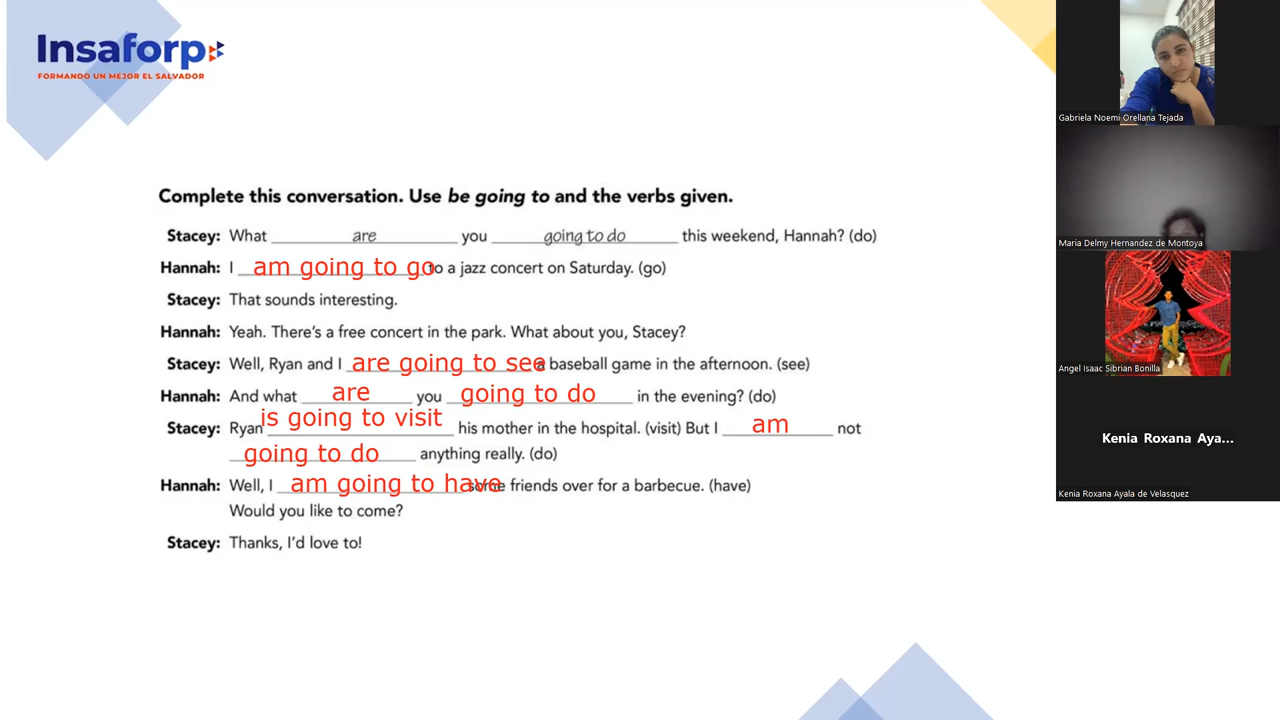 Insaforp
FORMANDO UN MEJOR EL SALVADOR
Complete this conversation. Use be going to and the verbs given.
Stacey: What are you going to do this weekend, Hannah? (do)
Hannah: I am going to go to a jazz concert on Saturday. (go)
Stacey: That sounds interesting.
Hannah: Yeah. There's a free concert in the park. What about you, Stacey?
Stacey: Well, Ryan and I are going to see a baseball game in the afternoon. (see)
Hannah: And what are you going to do in the evening? (do)
Stacey: Ryan is going to visit his mother in the hospital. (visit) But I am not
going to do anything really. (do)
Hannah: Well, I am going to have some friends over for a barbecue. (have)
Would you like to come?
Stacey: Thanks, I'd love to!
Gabriela Noemi Orellana Tejada
Maria Delmy Hernandez de Montoya
Angel Isaac Sibrian Bonilla
Kenia Roxana Aya...
Kenia Roxana Ayala de Velasquez